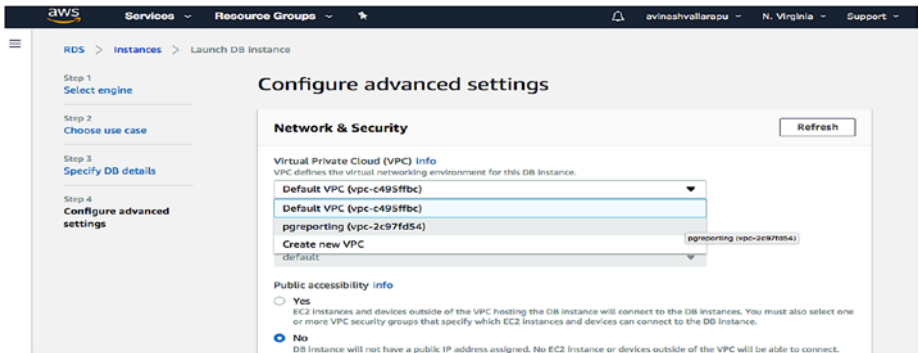 aws Services Resource Groups avinashvallarapu N. Virginia Support
RDS > Instances > Launch DB instance
Step 1
Select engine
Step 2
Choose use case
Step 3
Specify DB details
Step 4
Configure advanced
settings
Configure advanced settings
Network & Security Refresh
Virtual Private Cloud (VPC) Info
VPC defines the virtual networking environment for this DB instance.
Default VPC (vpc-c495ffbc)
Default VPC (vpc-c495ffbc)
pgreporting (vpc-2c97fd54)
pgreporting (vpc-2c97fd54)
Create new VPC
default
Public accessibility info
Yes
EC2 instances and devices outside of the VPC hosting the DB instance will connect to the DB instances. You must also select one
or more VPC security groups that specify which EC2 instances and devices can connect to the DB instance.
No
DB instance will not have a public IP address assigned. No EC2 instance or devices outside of the VPC will be able to connect.